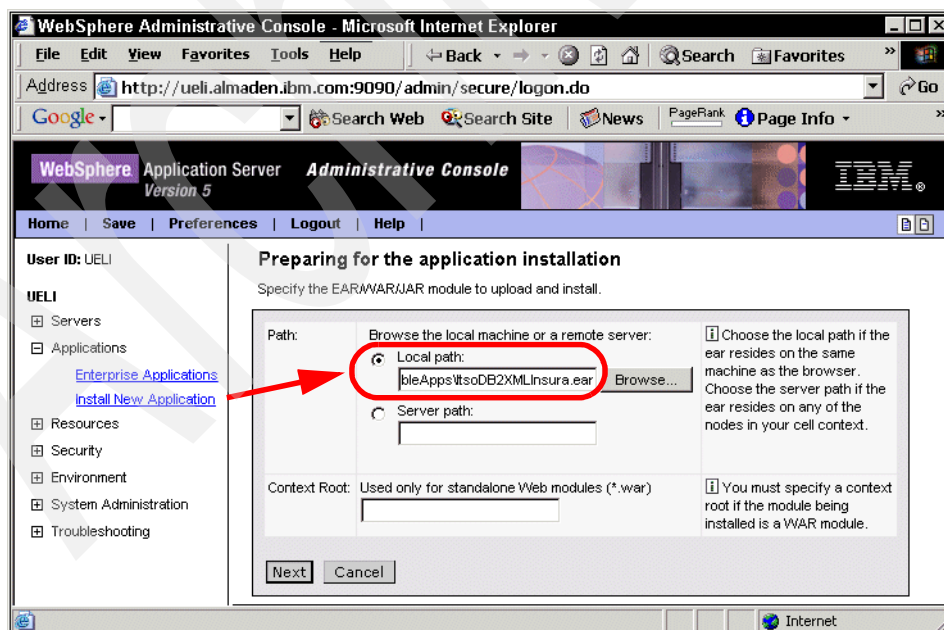 WebSphere Administrative Console - Microsoft Internet Explorer
File Edit View Favorites Tools Help Back Search Favorites »
Address http://ueli.almaden.ibm.com:9090/admin/secure/logon.do Go
Google Search Web Search Site News PageRank Page Info »
WebSphere Application Server Administrative Console
Version 5
IBM
Home | Save | Preferences | Logout | Help |
User ID: UELI
UELI
Servers
Applications
Enterprise Applications
Install New Application
Resources
Security
Environment
System Administration
Troubleshooting
Preparing for the application installation
Specify the EAR/WAR/JAR module to upload and install.
Path: Browse the local machine or a remote server:
Local path:
bleApps\ItsoDB2XMLInsura.ear Browse...
Server path:
i Choose the local path if the
ear resides on the same
machine as the browser.
Choose the server path if the
ear resides on any of the
nodes in your cell context.
Context Root: Used only for standalone Web modules (*.war)
i You must specify a context
root if the module being
installed is a WAR module.
Next Cancel
Internet